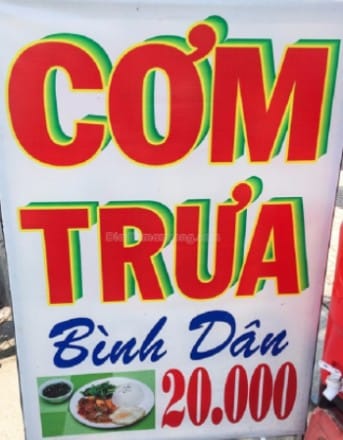 CƠM
TRƯA
Bình Dân
20.000